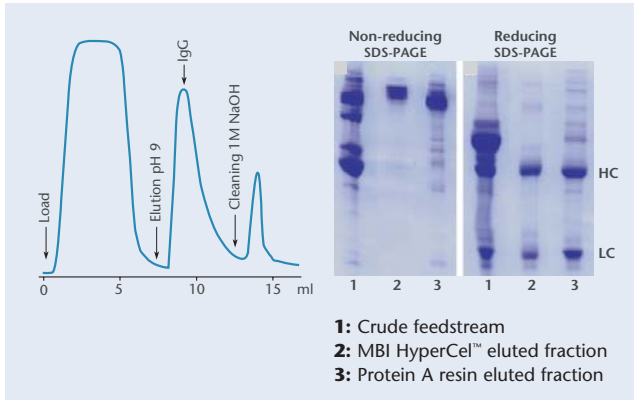 Load
Elution pH 9
IgG
Cleaning 1M NaOH
0
5
10
15
ml
Non-reducing
SDS-PAGE
Reducing
SDS-PAGE
HC
LC
1
2
3
1
2
3
1: Crude feedstream
2: MBI HyperCel™ eluted fraction
3: Protein A resin eluted fraction